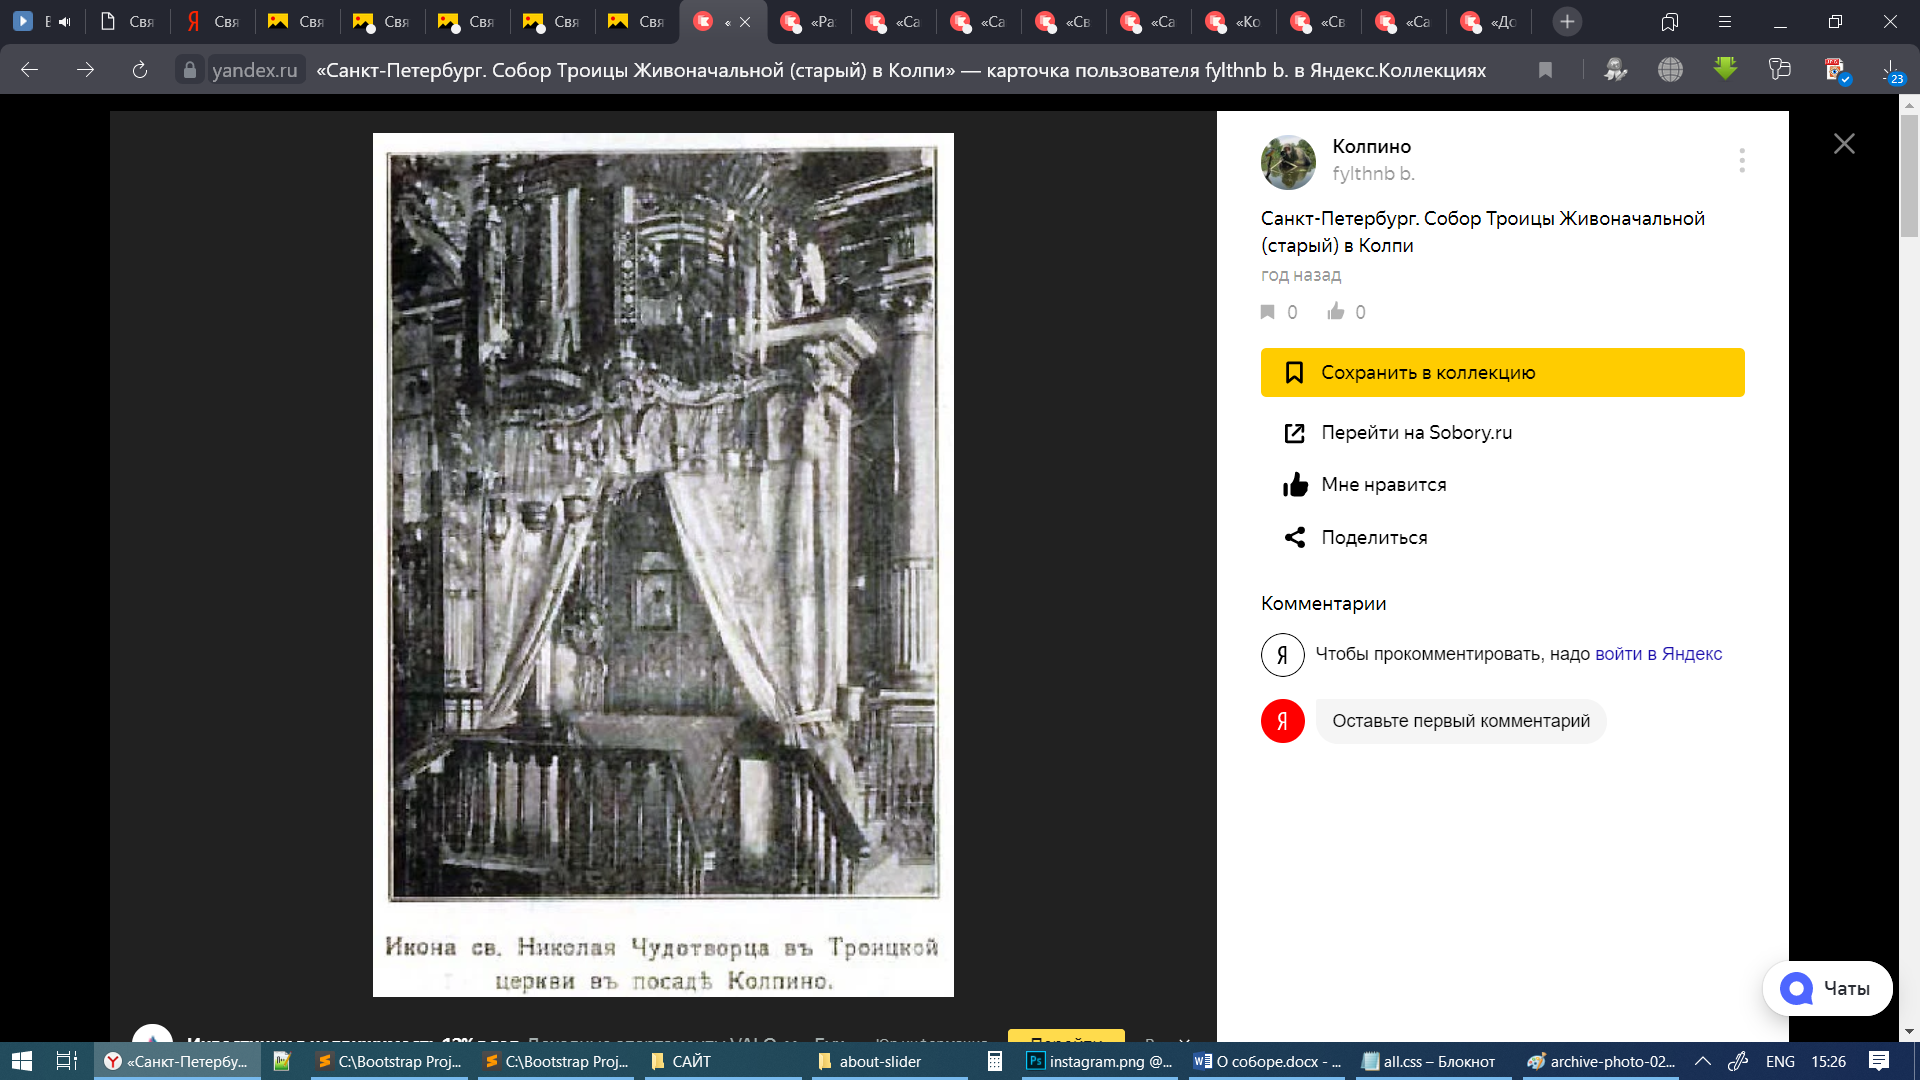 Свя
Свя
Свя
Свя
Свя
Свя
Свя
«
«Ра
«Са
«Са
«Св
«Са
«Ко
«Св
«Са
«До
yandex.ru
«Санкт-Петербург. Собор Троицы Живоначальной (старый) в Колпи» — карточка пользователя fylthnb b. в Яндекс.Коллекциях
23
Икона св. Николая Чудотворца въ Троицкой
церкви въ посадѣ Колпино.
Колпино
fylthnb b.
Санкт-Петербург. Собор Троицы Живоначальной
(старый) в Колпи
год назад
0 0
Сохранить в коллекцию
Перейти на Sobory.ru
Мне нравится
Поделиться
Комментарии
Я Чтобы прокомментировать, надо войти в Яндекс
Я Оставьте первый комментарий
Чаты
«Санкт-Петербу...
C:\Bootstrap Proj...
C:\Bootstrap Proj...
САЙТ
about-slider
instagram.png @...
О соборе.docx - ...
all.css – Блокнот
archive-photo-02...
ENG
15:26